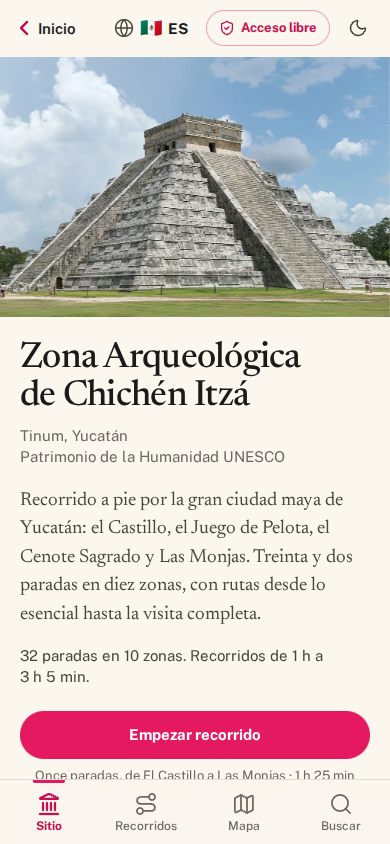 Inicio
ES
Acceso libre
Zona Arqueológica
de Chichén Itzá
Tinum, Yucatán
Patrimonio de la Humanidad UNESCO
Recorrido a pie por la gran ciudad maya de
Yucatán: el Castillo, el Juego de Pelota, el
Cenote Sagrado y Las Monjas. Treinta y dos
paradas en diez zonas, con rutas desde lo
esencial hasta la visita completa.
32 paradas en 10 zonas. Recorridos de 1 h a
3 h 5 min.
Empezar recorrido
Once paradas, de El Castillo a Las Monjas · 1 h 25 min
Sitio
Recorridos
Mapa
Buscar